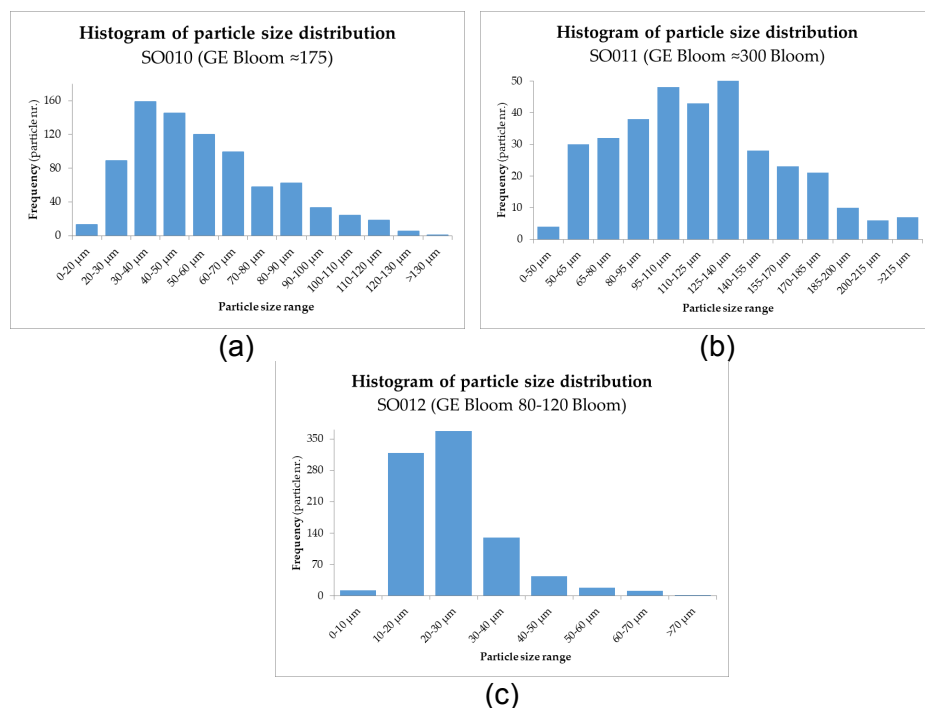 Histogram of particle size distribution
SO010 (GE Bloom ≈175)
Frequency (particle nr.)
160
120
80
40
0
0-20 µm
20-30 µm
30-40 µm
40-50 µm
50-60 µm
60-70 µm
70-80 µm
80-90 µm
90-100 µm
100-110 µm
110-120 µm
120-130 µm
>130 µm
Particle size range
(a)
Histogram of particle size distribution
SO011 (GE Bloom ≈300 Bloom)
Frequency (particle nr.)
50
40
30
20
10
0
0-50 µm
50-65 µm
65-80 µm
80-95 µm
95-110 µm
110-125 µm
125-140 µm
140-155 µm
155-170 µm
170-185 µm
185-200 µm
200-215 µm
>215 µm
Particle size range
(b)
Histogram of particle size distribution
SO012 (GE Bloom 80-120 Bloom)
Frequency (particle nr.)
350
280
210
140
70
0
0-10 µm
10-20 µm
20-30 µm
30-40 µm
40-50 µm
50-60 µm
60-70 µm
>70 µm
Particle size range
(c)